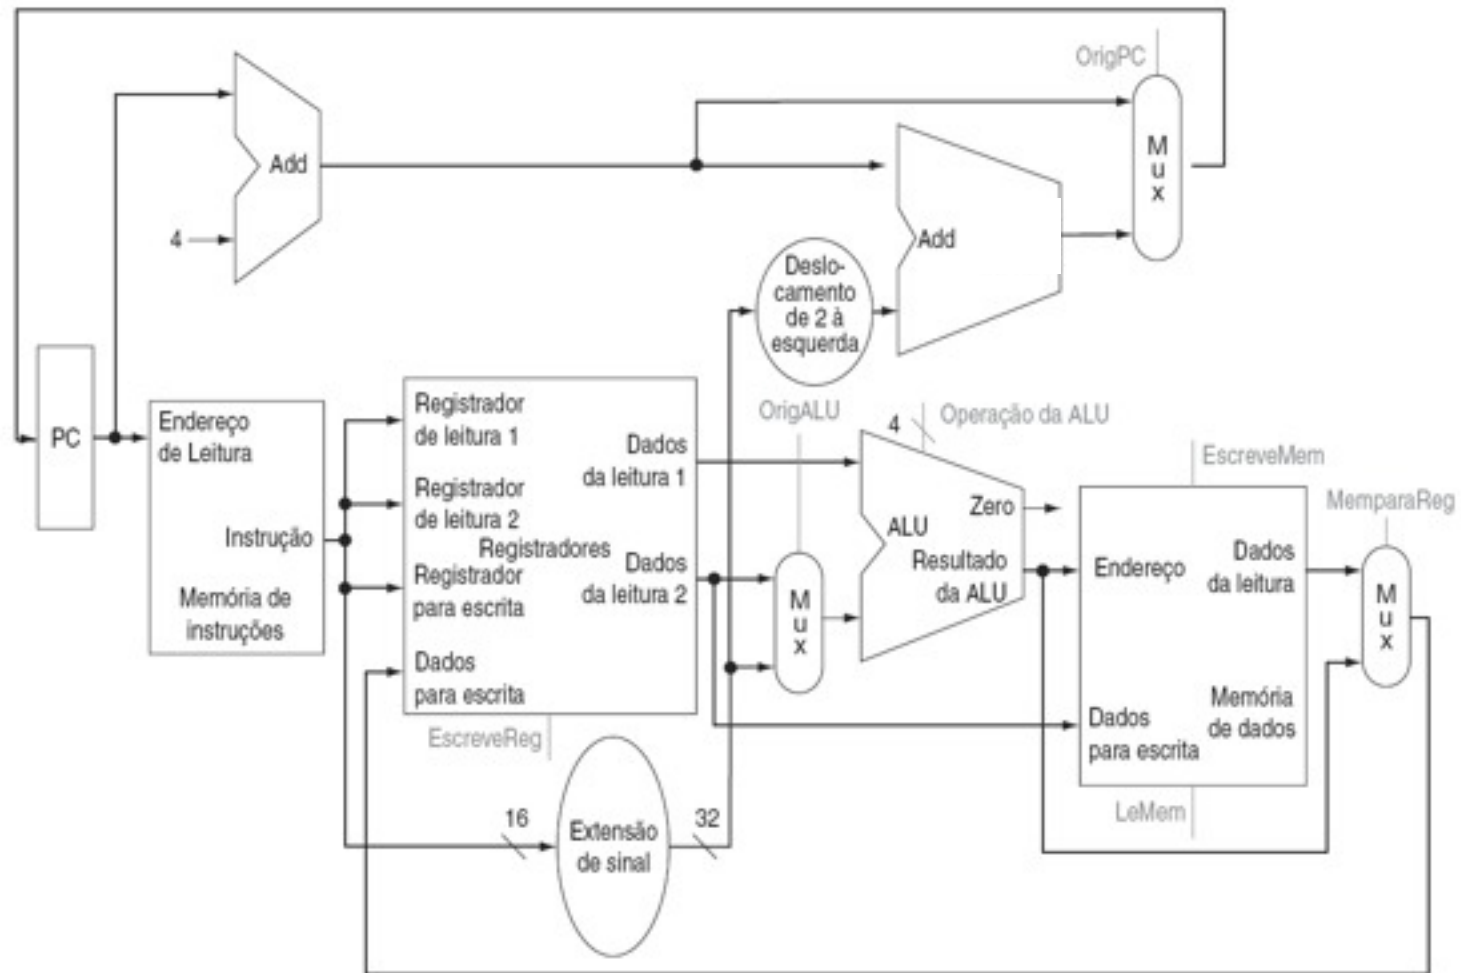 OrigPC
Mux
Add
4
Add
Deslo-
camento
de 2 à
esquerda
PC
Endereço
de Leitura
Instrução
Memória de
instruções
Registrador
de leitura 1
Registrador
de leitura 2
Registradores
Registrador
para escrita
Dados
para escrita
Dados
da leitura 1
Dados
da leitura 2
EscreveReg
OrigALU
Mux
4
Operação da ALU
Zero
ALU
Resultado
da ALU
EscreveMem
Endereço
Dados
da leitura
Dados
para escrita
Memória
de dados
LeMem
MemparaReg
Mux
16
Extensão
de sinal
32